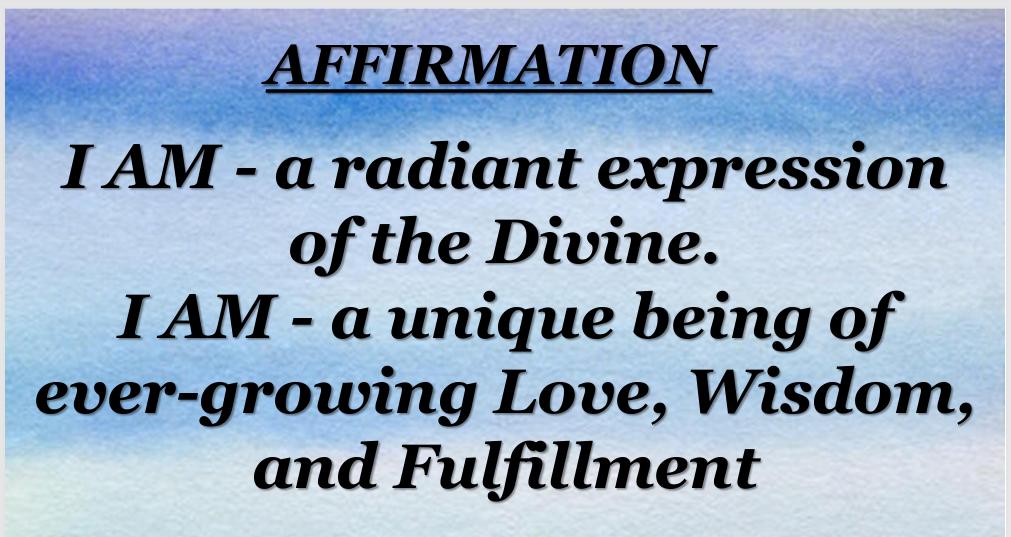 AFFIRMATION
I AM - a radiant expression
of the Divine.
I AM - a unique being of
ever-growing Love, Wisdom,
and Fulfillment